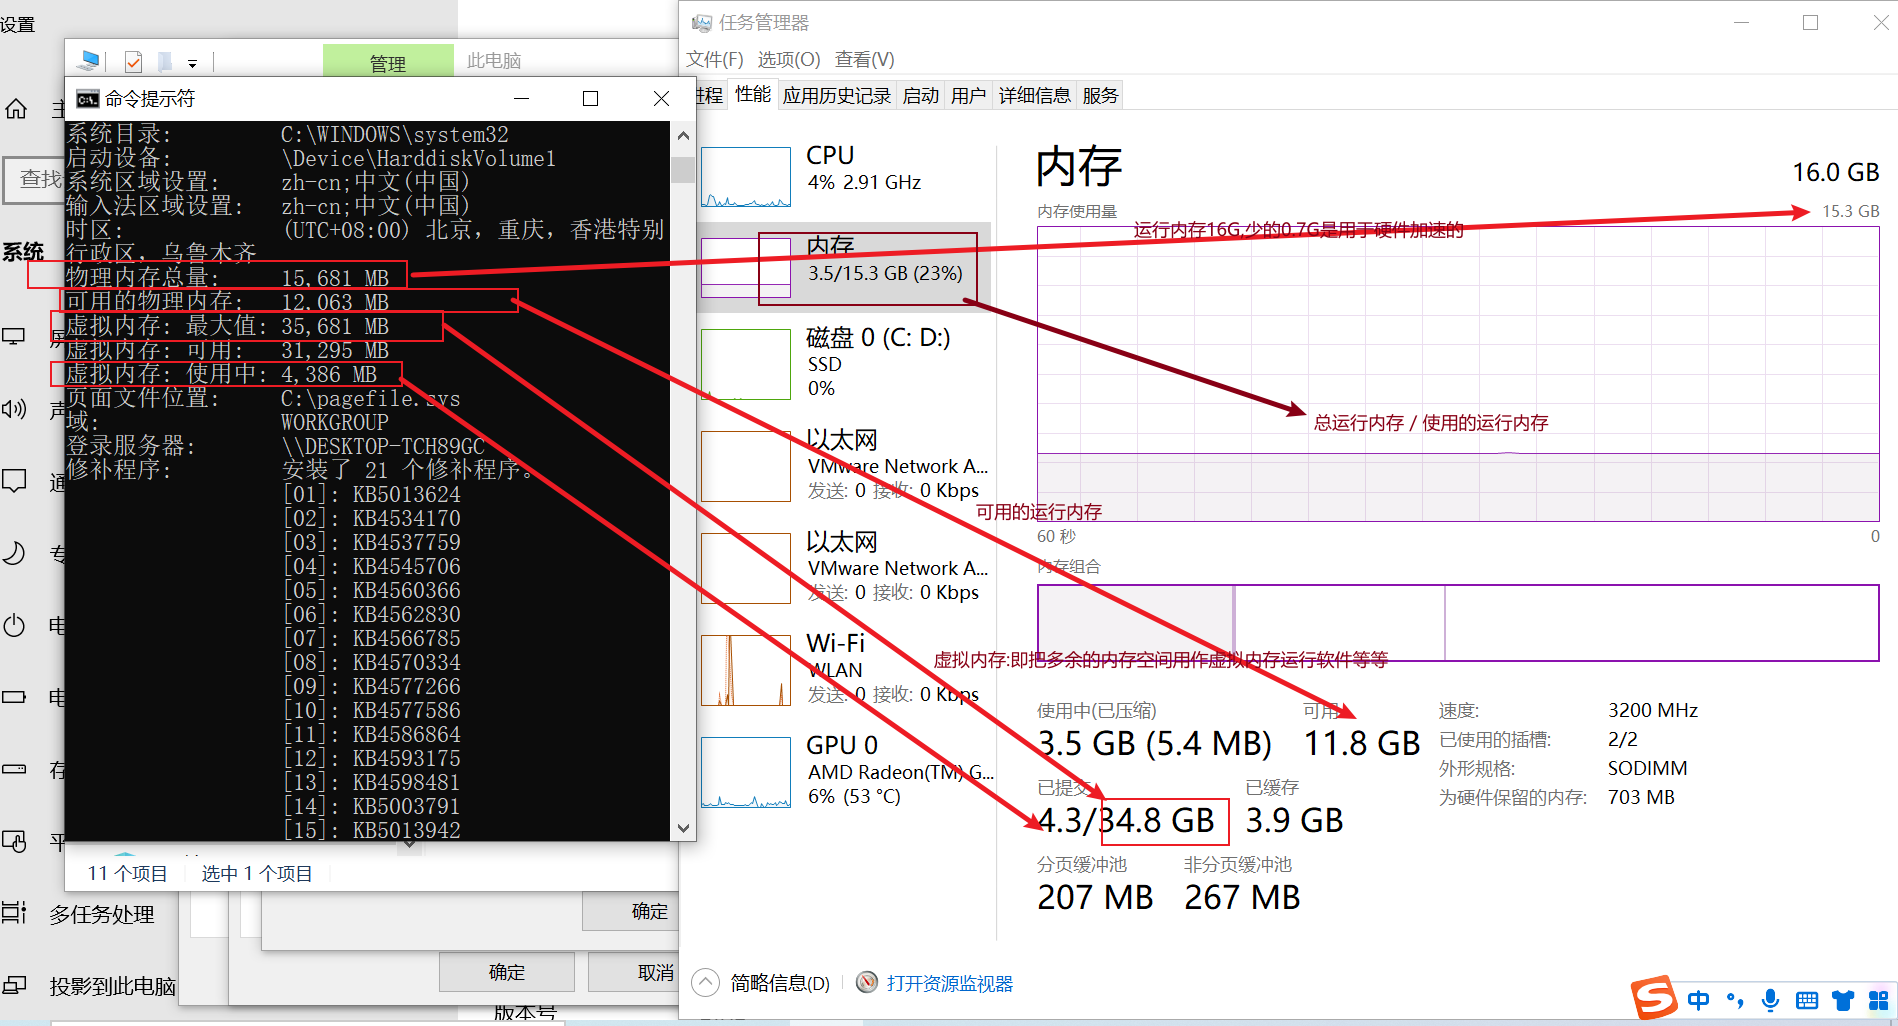 设置
管理
此电脑
命令提示符
查找
系统
系统目录: C:\WINDOWS\system32
启动设备: \Device\HarddiskVolume1
系统区域设置: zh-cn;中文(中国)
输入法区域设置: zh-cn;中文(中国)
时区: (UTC+08:00) 北京，重庆，香港特别
行政区，乌鲁木齐
物理内存总量: 15,681 MB
可用的物理内存: 12,063 MB
虚拟内存: 最大值: 35,681 MB
虚拟内存: 可用: 31,295 MB
虚拟内存: 使用中: 4,386 MB
页面文件位置: C:\pagefile.sys
域: WORKGROUP
登录服务器: \\DESKTOP-TCH89GC
修补程序: 安装了 21 个修补程序。
[01]: KB5013624
[02]: KB4534170
[03]: KB4537759
[04]: KB4545706
[05]: KB4560366
[06]: KB4562830
[07]: KB4566785
[08]: KB4570334
[09]: KB4577266
[10]: KB4577586
[11]: KB4586864
[12]: KB4593175
[13]: KB4598481
[14]: KB5003791
[15]: KB5013942
11 个项目 选中 1 个项目
多任务处理
投影到此电脑
确定
确定 取消
版本号
任务管理器
文件(F) 选项(O) 查看(V)
进程 性能 应用历史记录 启动 用户 详细信息 服务
CPU
4% 2.91 GHz
内存
3.5/15.3 GB (23%)
磁盘 0 (C: D:)
SSD
0%
以太网
VMware Network A...
发送: 0 接收: 0 Kbps
以太网
VMware Network A...
发送: 0 接收: 0 Kbps
Wi-Fi
WLAN
发送: 0 接收: 0 Kbps
GPU 0
AMD Radeon(TM) G...
6% (53 °C)
内存 16.0 GB
内存使用量 15.3 GB
运行内存16G,少的0.7G是用于硬件加速的
总运行内存 / 使用的运行内存
可用的运行内存
60 秒 0
内存组合
虚拟内存:即把多余的内存空间用作虚拟内存运行软件等等
使用中(已压缩) 可用
3.5 GB (5.4 MB) 11.8 GB
已提交 已缓存
4.3/34.8 GB 3.9 GB
分页缓冲池 非分页缓冲池
207 MB 267 MB
速度: 3200 MHz
已使用的插槽: 2/2
外形规格: SODIMM
为硬件保留的内存: 703 MB
简略信息(D) 打开资源监视器
中